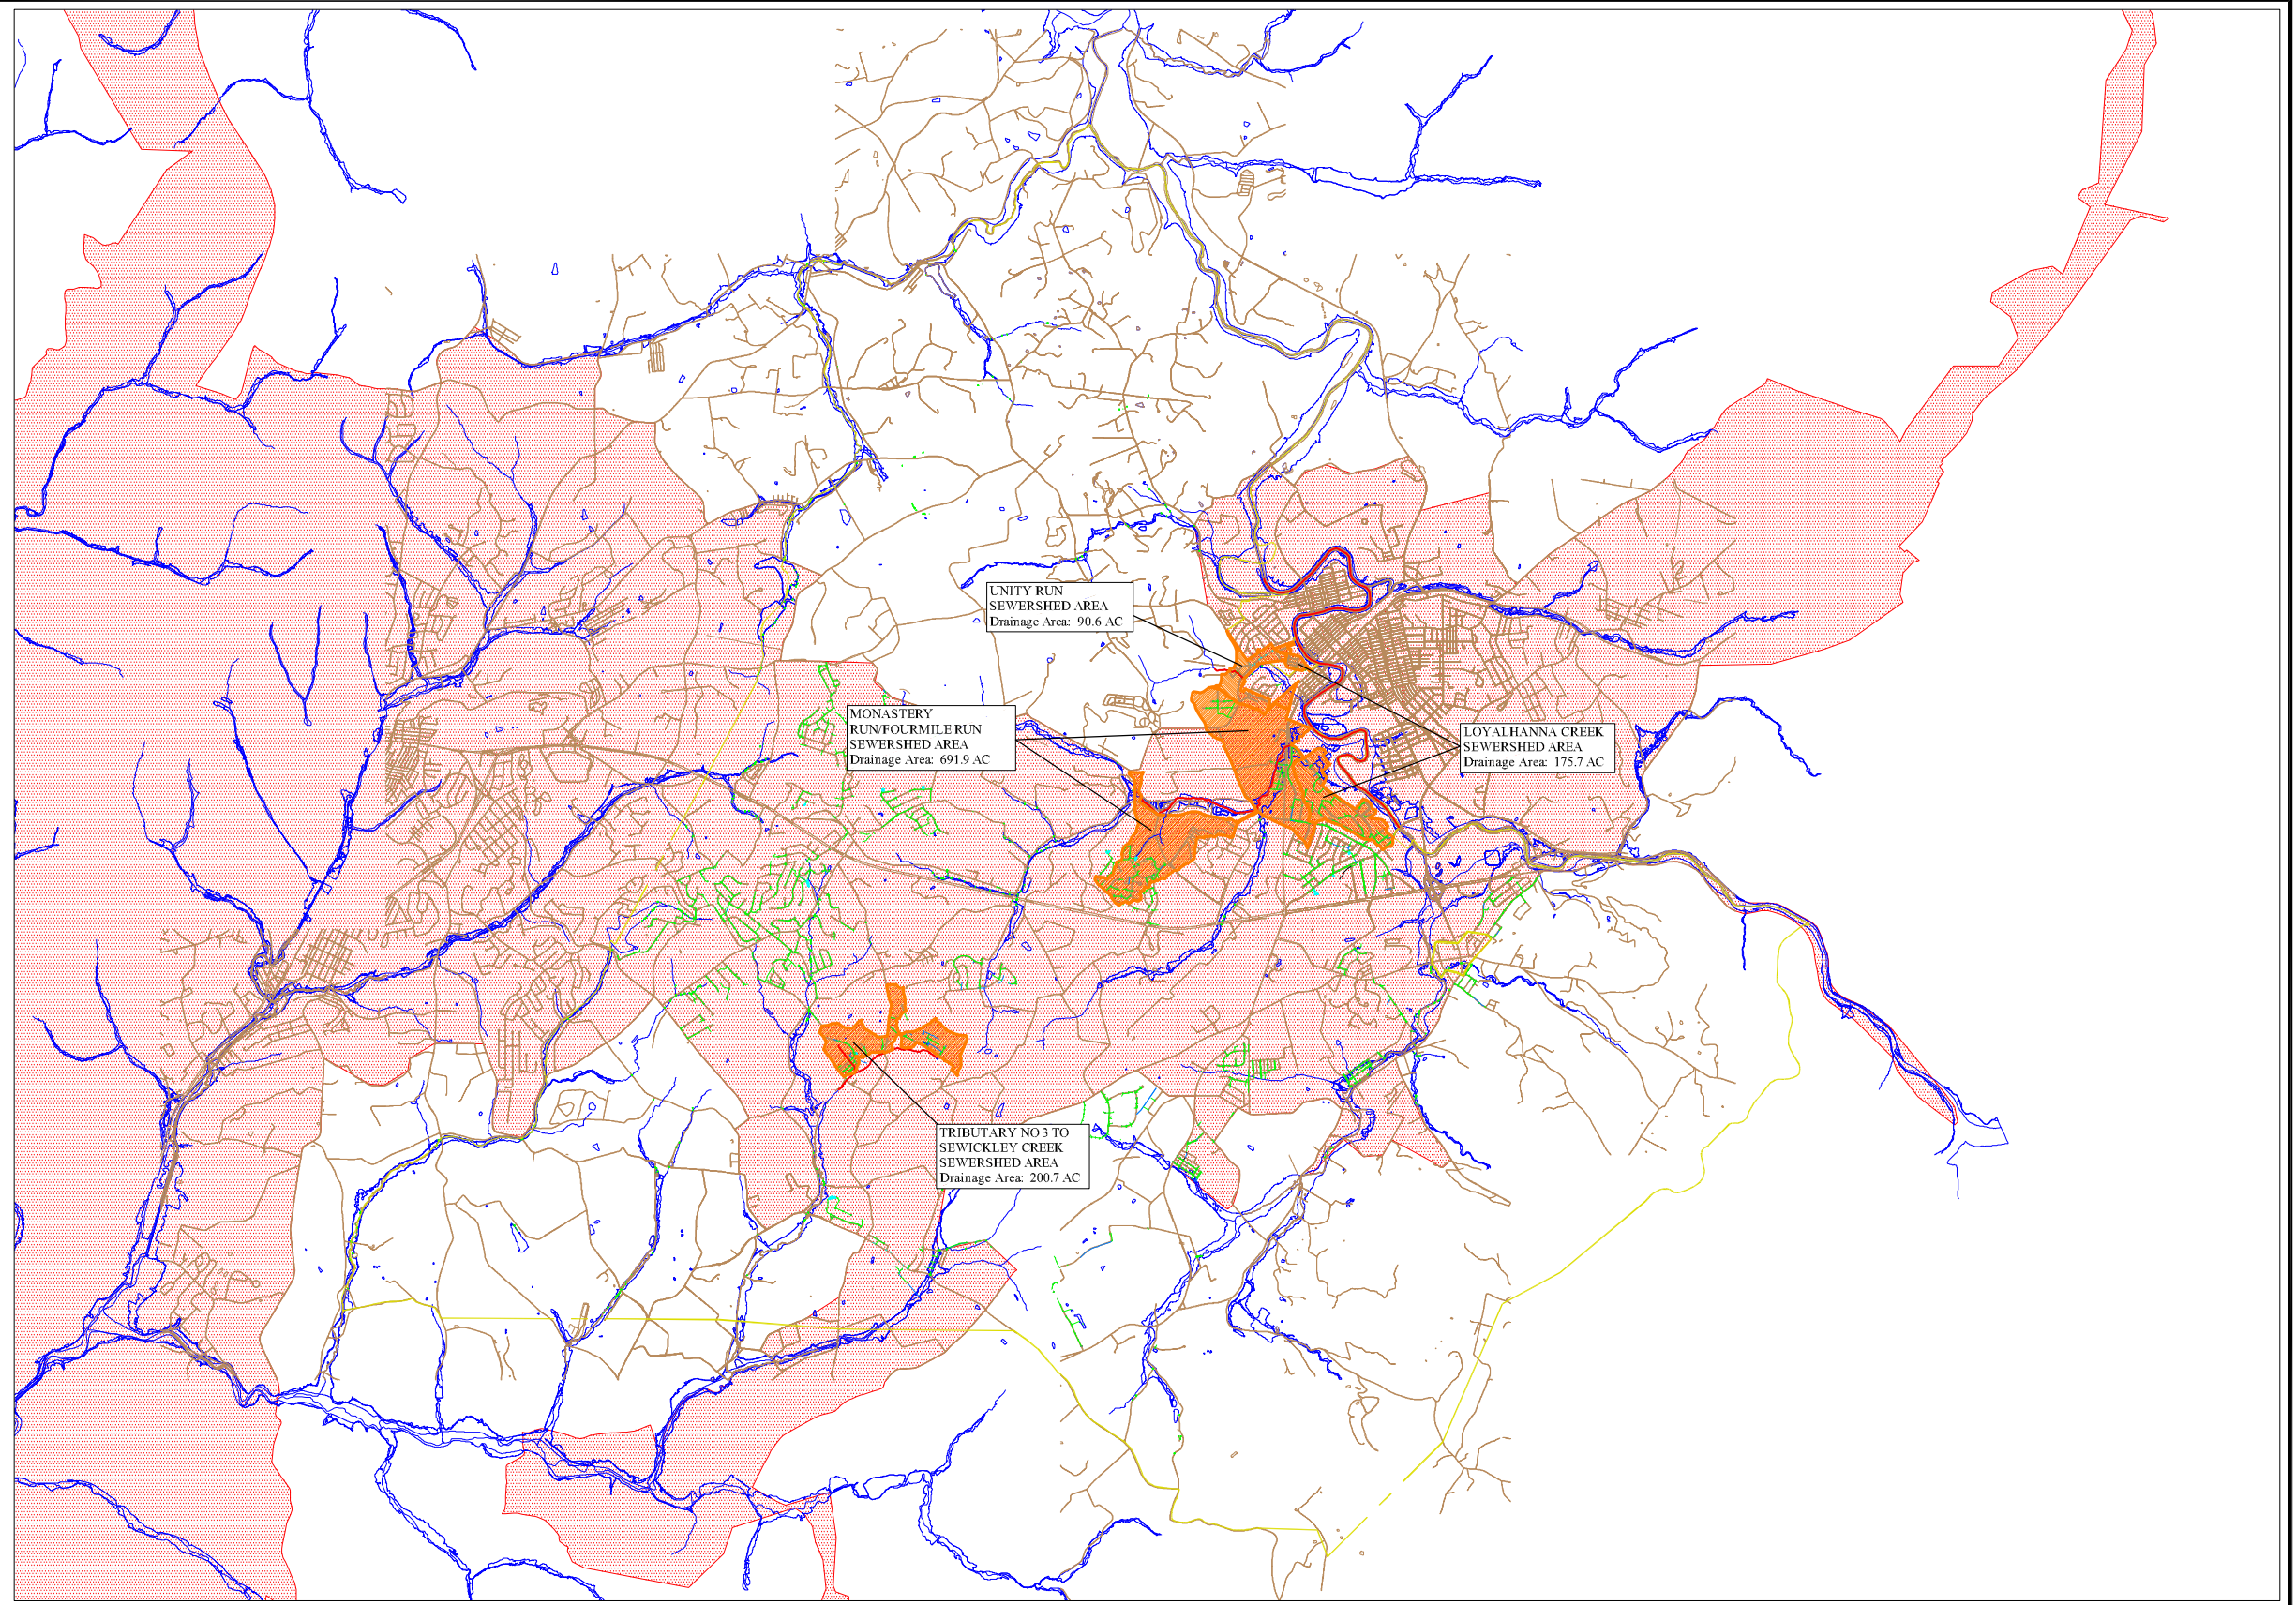 UNITY RUN
SEWERSHED AREA
Drainage Area: 90.6 AC
MONASTERY
RUN/FOURMILE RUN
SEWERSHED AREA
Drainage Area: 691.9 AC
LOYALHANNA CREEK
SEWERSHED AREA
Drainage Area: 175.7 AC
TRIBUTARY NO 3 TO
SEWICKLEY CREEK
SEWERSHED AREA
Drainage Area: 200.7 AC